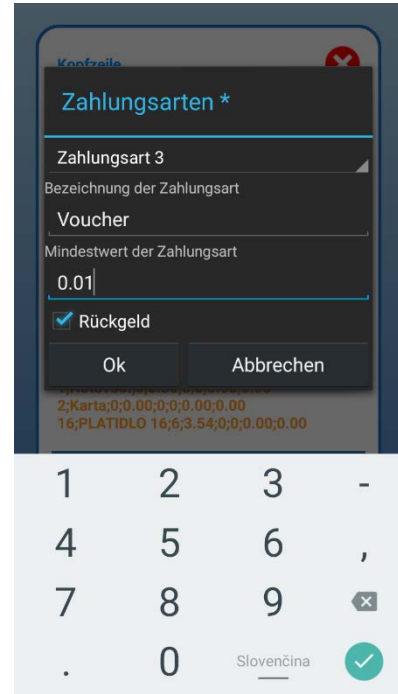 Kopfzeile
Zahlungsarten *
Zahlungsart 3
Bezeichnung der Zahlungsart
Voucher
Mindestwert der Zahlungsart
0.01
Rückgeld
Ok Abbrechen
2;Karta;0;0.00;0;0;0.00;0.00
16;PLATIDLO 16;6;3.54;0;0;0.00;0.00
1 2 3 -
4 5 6 ,
7 8 9
. 0 Slovenčina